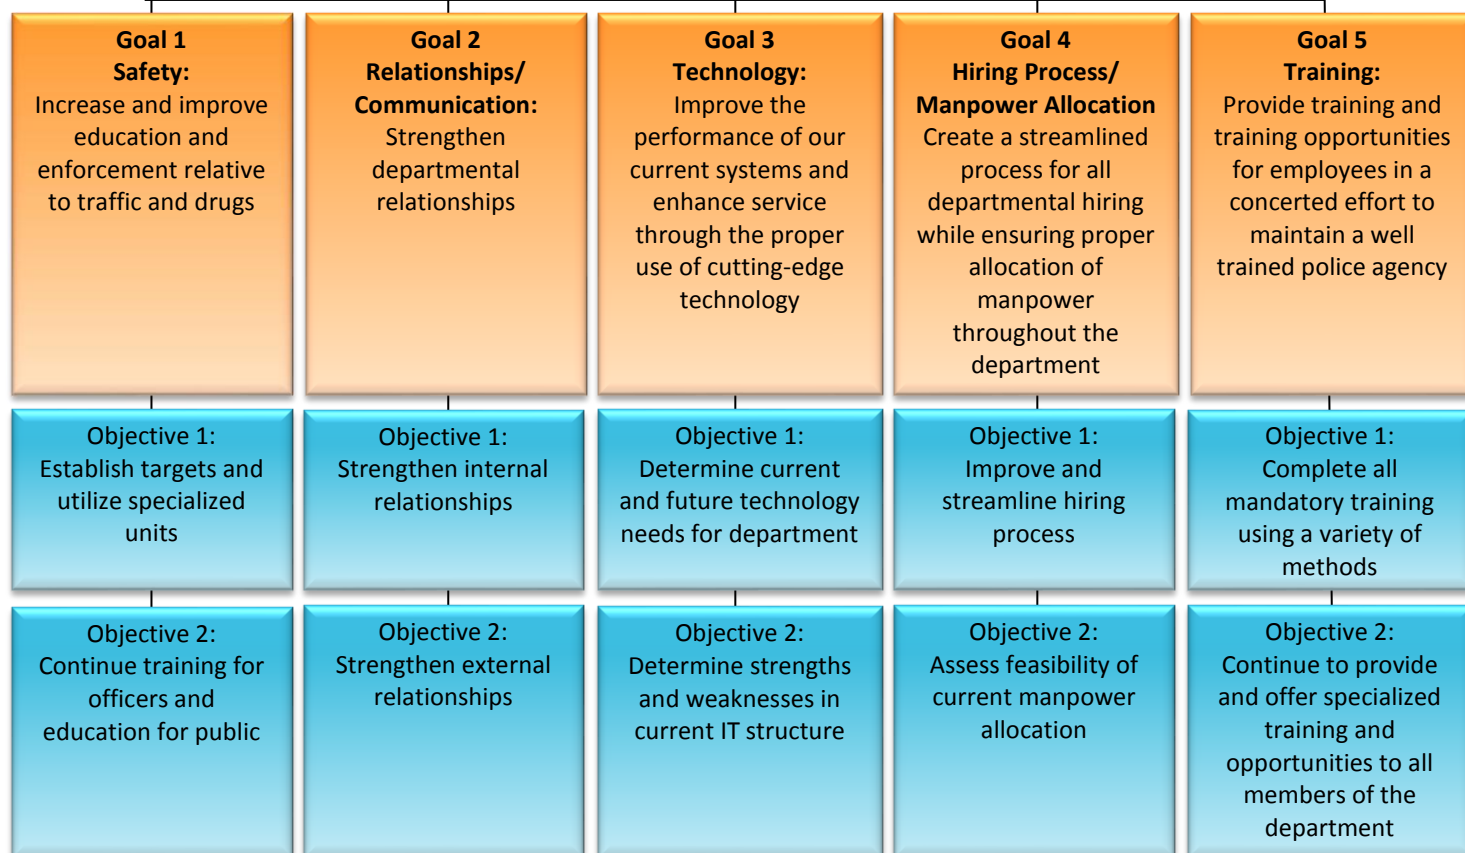 Goal 1
Safety:
Increase and improve
education and
enforcement relative
to traffic and drugs
Goal 2
Relationships/
Communication:
Strengthen
departmental
relationships
Goal 3
Technology:
Improve the
performance of our
current systems and
enhance service
through the proper
use of cutting-edge
technology
Goal 4
Hiring Process/
Manpower Allocation
Create a streamlined
process for all
departmental hiring
while ensuring proper
allocation of
manpower
throughout the
department
Goal 5
Training:
Provide training and
training opportunities
for employees in a
concerted effort to
maintain a well
trained police agency
Objective 1:
Establish targets and
utilize specialized
units
Objective 1:
Strengthen internal
relationships
Objective 1:
Determine current
and future technology
needs for department
Objective 1:
Improve and
streamline hiring
process
Objective 1:
Complete all
mandatory training
using a variety of
methods
Objective 2:
Continue training for
officers and
education for public
Objective 2:
Strengthen external
relationships
Objective 2:
Determine strengths
and weaknesses in
current IT structure
Objective 2:
Assess feasibility of
current manpower
allocation
Objective 2:
Continue to provide
and offer specialized
training and
opportunities to all
members of the
department